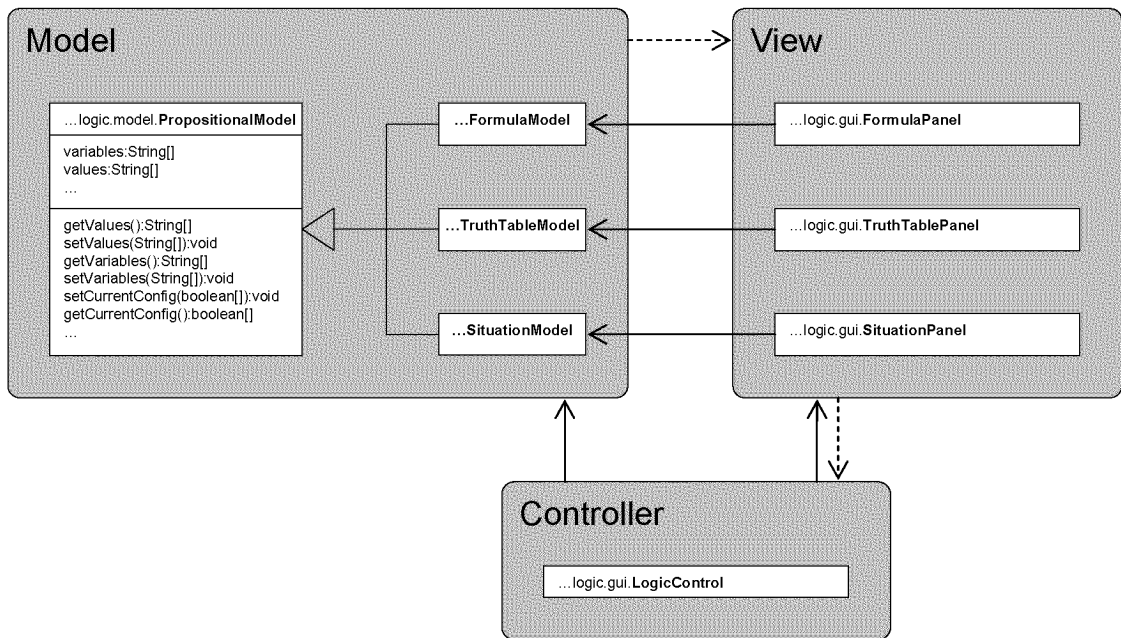 Model
…logic.model.PropositionalModel
variables:String[]
values:String[]
…
getValues():String[]
setValues(String[]):void
getVariables():String[]
setVariables(String[]):void
setCurrentConfig(boolean[]):void
getCurrentConfig():boolean[]
…
…FormulaModel
…TruthTableModel
…SituationModel
View
…logic.gui.FormulaPanel
…logic.gui.TruthTablePanel
…logic.gui.SituationPanel
Controller
…logic.gui.LogicControl